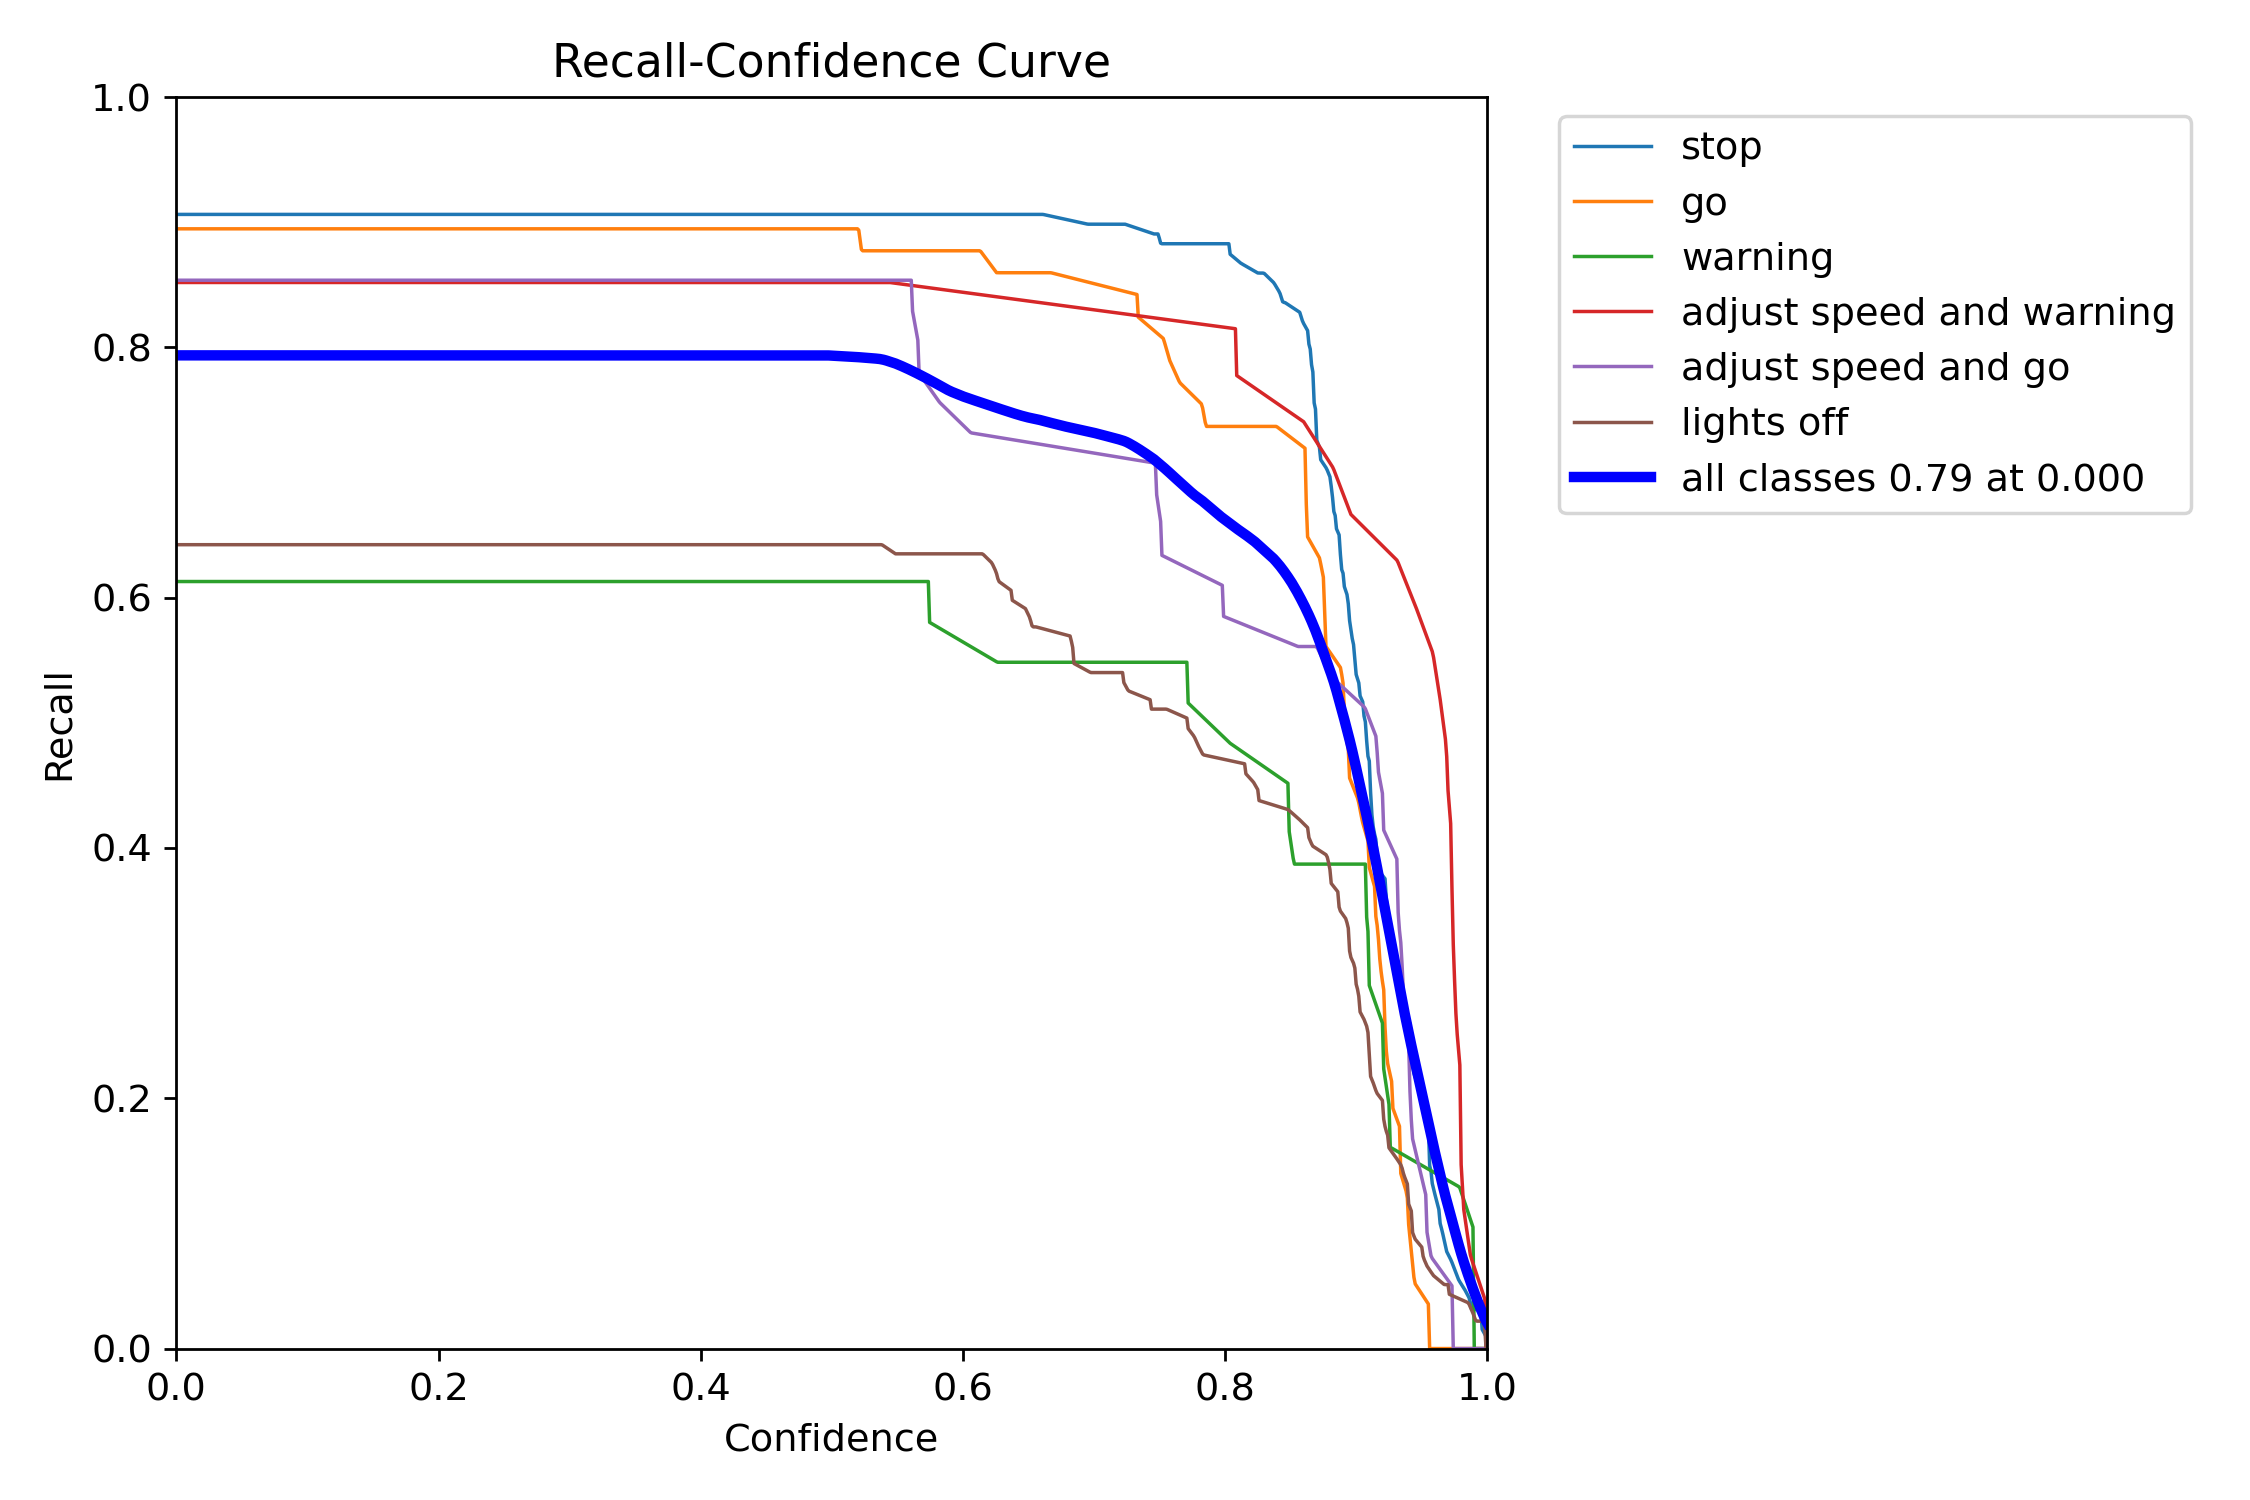 Recall-Confidence Curve
1.0
0.8
0.6
0.4
0.2
0.0
Recall
0.0 0.2 0.4 0.6 0.8 1.0
Confidence
stop
go
warning
adjust speed and warning
adjust speed and go
lights off
all classes 0.79 at 0.000